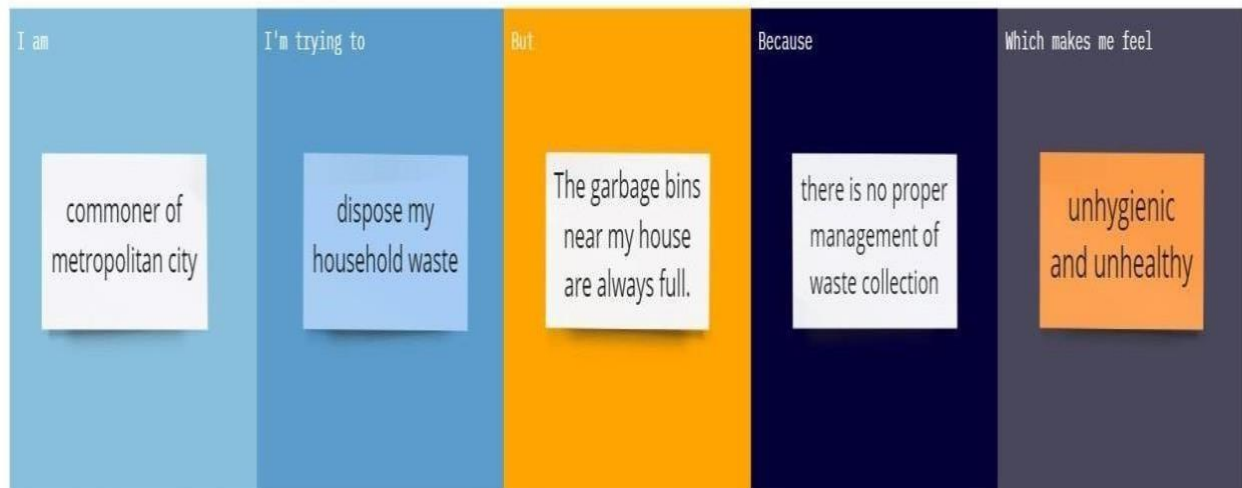 I am
commoner of
metropolitan city
I'm trying to
dispose my
household waste
But
The garbage bins
near my house
are always full.
Because
there is no proper
management of
waste collection
Which makes me feel
unhygienic
and unhealthy